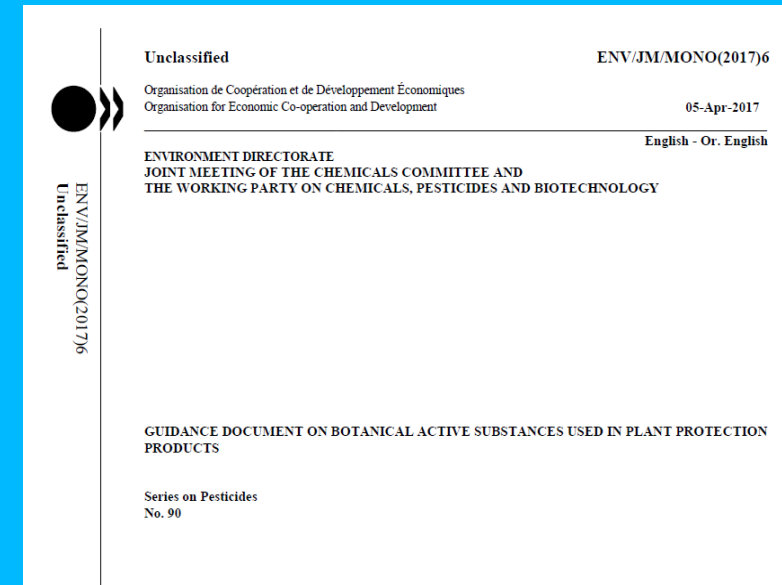 Unclassified
ENV/JM/MONO(2017)6
Organisation de Coopération et de Développement Économiques
Organisation for Economic Co-operation and Development
05-Apr-2017
English - Or. English
ENVIRONMENT DIRECTORATE
JOINT MEETING OF THE CHEMICALS COMMITTEE AND
THE WORKING PARTY ON CHEMICALS, PESTICIDES AND BIOTECHNOLOGY
ENV/JM/MONO(2017)6
Unclassified
GUIDANCE DOCUMENT ON BOTANICAL ACTIVE SUBSTANCES USED IN PLANT PROTECTION
PRODUCTS
Series on Pesticides
No. 90